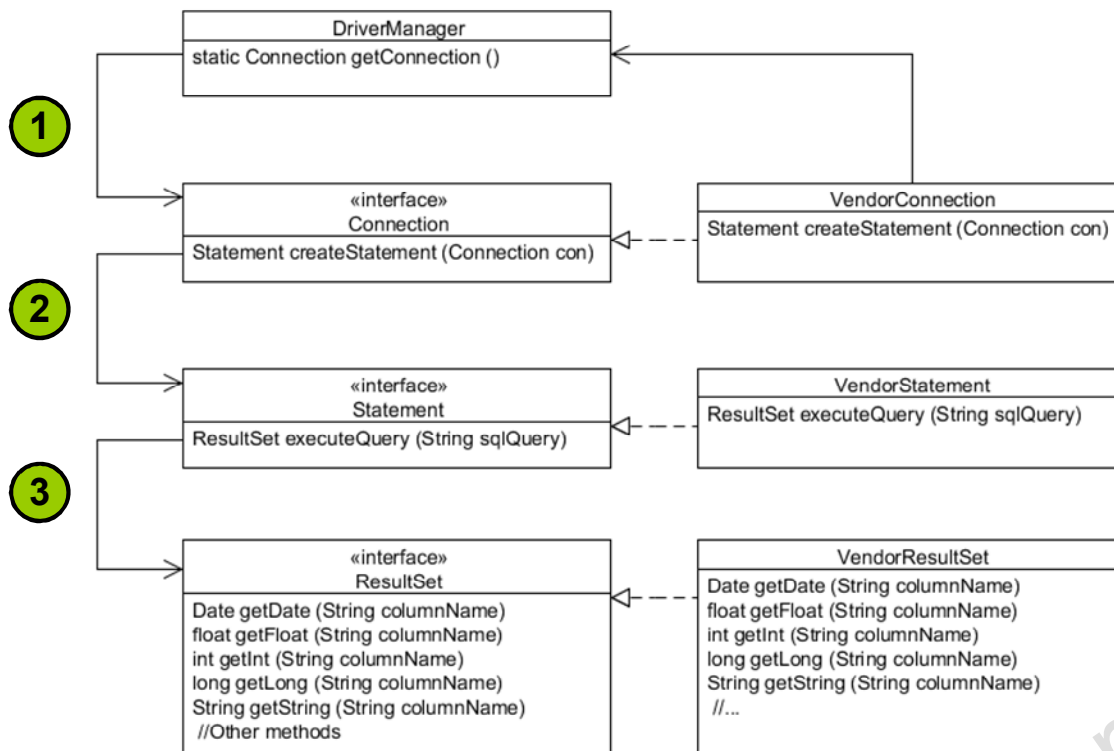 DriverManager
static Connection getConnection ()
1
«interface»
Connection
Statement createStatement (Connection con)
VendorConnection
Statement createStatement (Connection con)
2
«interface»
Statement
ResultSet executeQuery (String sqlQuery)
VendorStatement
ResultSet executeQuery (String sqlQuery)
3
«interface»
ResultSet
Date getDate (String columnName)
float getFloat (String columnName)
int getInt (String columnName)
long getLong (String columnName)
String getString (String columnName)
//Other methods
VendorResultSet
Date getDate (String columnName)
float getFloat (String columnName)
int getInt (String columnName)
long getLong (String columnName)
String getString (String columnName)
//...